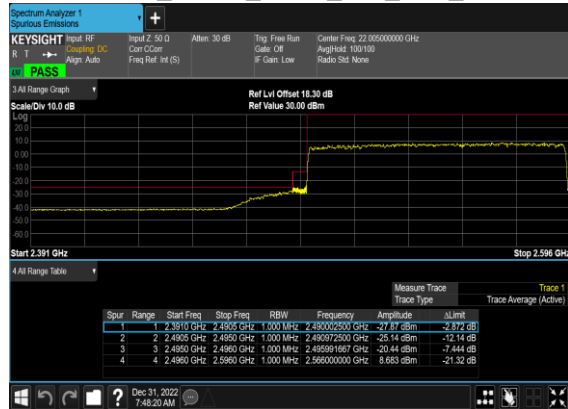 Spectrum Analyzer 1
Spurious Emissions
KEYSIGHT Input: RF Input Z: 50 Ω Atten: 30 dB Trig: Free Run Center Freq: 22.005000000 GHz
R T Coupling: DC Corr CCorr Gate: Off Avg|Hold: 100/100
Align: Auto Freq Ref: Int (S) IF Gain: Low Radio Std: None
PASS
3 All Range Graph
Ref Lvl Offset 18.30 dB
Scale/Div 10.0 dB Ref Value 30.00 dBm
Log
20.0
10.0
0.00
-10.0
-20.0
-30.0
-40.0
-50.0
-60.0
Start 2.391 GHz Stop 2.596 GHz
4 All Range Table
Measure Trace Trace 1
Trace Type Trace Average (Active)
Spur Range Start Freq Stop Freq RBW Frequency Amplitude ΔLimit
1 1 2.3910 GHz 2.4905 GHz 1.000 MHz 2.490002500 GHz -27.87 dBm -2.872 dB
2 2 2.4905 GHz 2.4950 GHz 1.000 MHz 2.490972500 GHz -25.14 dBm -12.14 dB
3 3 2.4950 GHz 2.4960 GHz 1.000 MHz 2.495991667 GHz -20.44 dBm -7.444 dB
4 4 2.4960 GHz 2.5960 GHz 1.000 MHz 2.566000000 GHz 8.683 dBm -21.32 dB
? Dec 31, 2022
7:48:20 AM